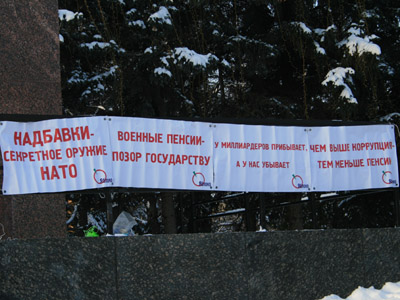 НАДБАВКИ-
СЕКРЕТНОЕ ОРУЖИЕ
НАТО
ВОЕННЫЕ ПЕНСИИ-
ПОЗОР ГОСУДАРСТВУ
У МИЛЛИАРДЕРОВ ПРИБЫВАЕТ,
А У НАС УБЫВАЕТ
ЧЕМ ВЫШЕ КОРРУПЦИЯ-
ТЕМ МЕНЬШЕ ПЕНСИИ